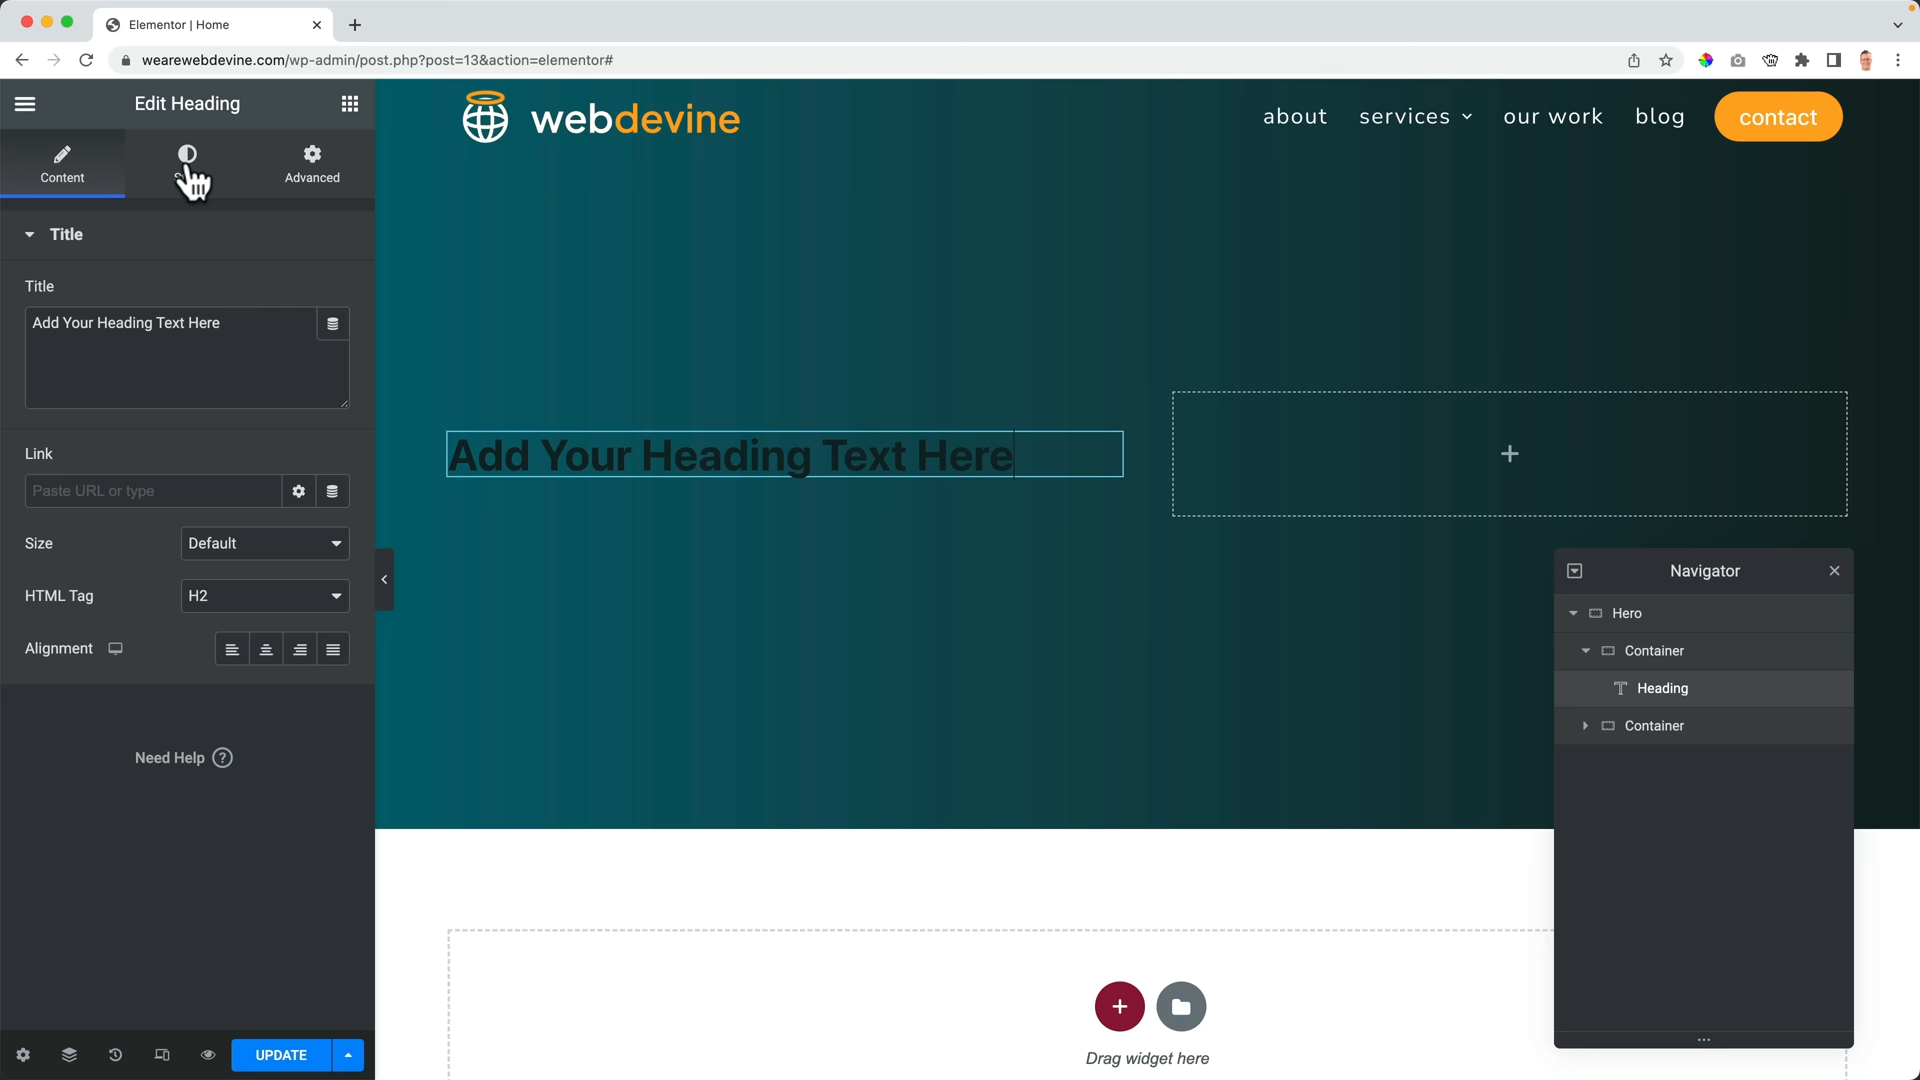 Elementor | Home
wearewebdevine.com/wp-admin/post.php?post=13&action=elementor#
Edit Heading
Content
Advanced
Title
Title
Add Your Heading Text Here
Link
Paste URL or type
Size
Default
HTML Tag
H2
Alignment
Need Help
UPDATE
webdevine
about
services
our work
blog
contact
Add Your Heading Text Here
Navigator
Hero
Container
Heading
Container
Drag widget here